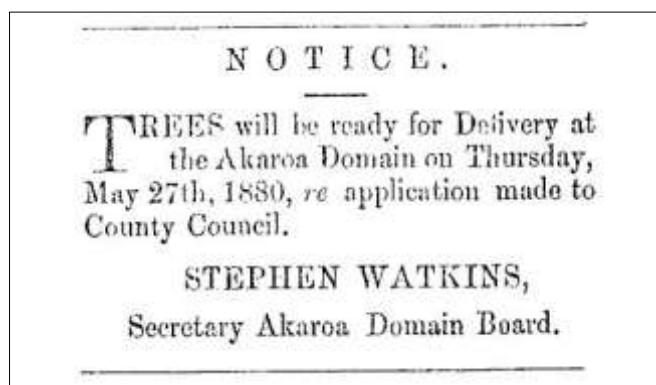 NOTICE.
TREES will be ready for Delivery at
the Akaroa Domain on Thursday,
May 27th, 1880, re application made to
County Council.
STEPHEN WATKINS,
Secretary Akaroa Domain Board.